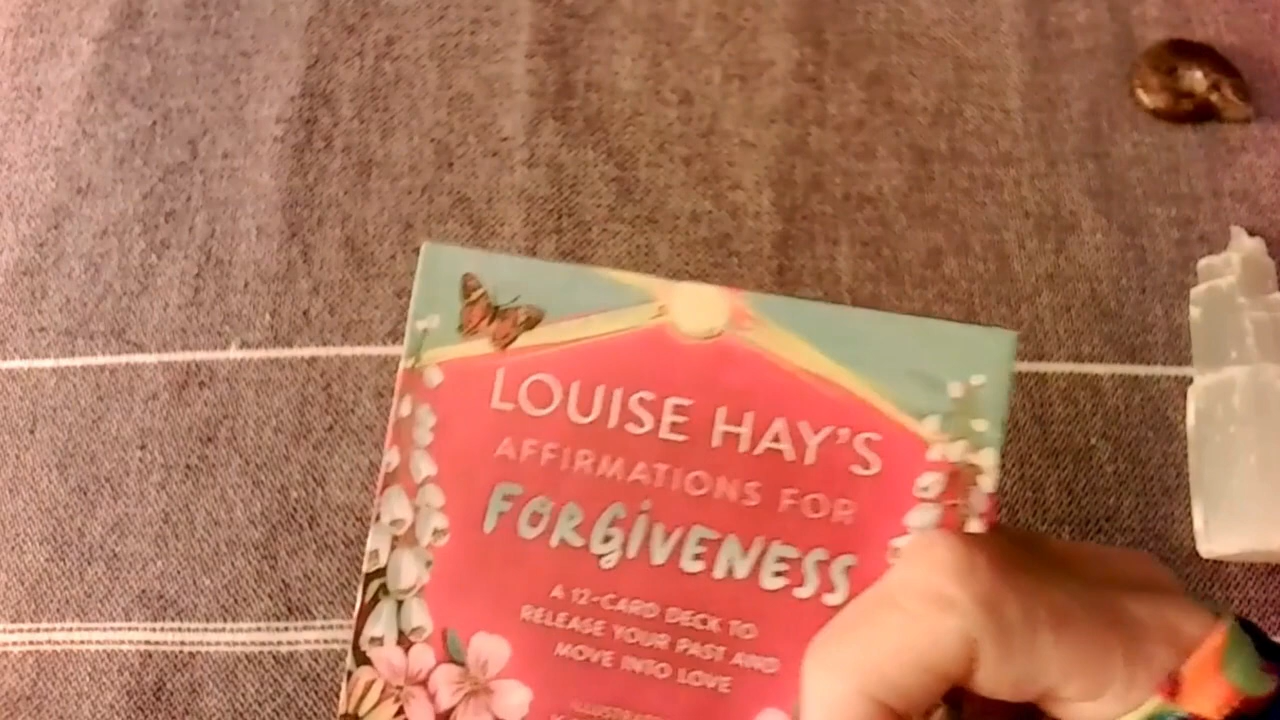 LOUISE HAY'S
AFFIRMATIONS FOR
FORGIVENESS
A 12-CARD DECK TO
RELEASE YOUR PAST AND
MOVE INTO LOVE